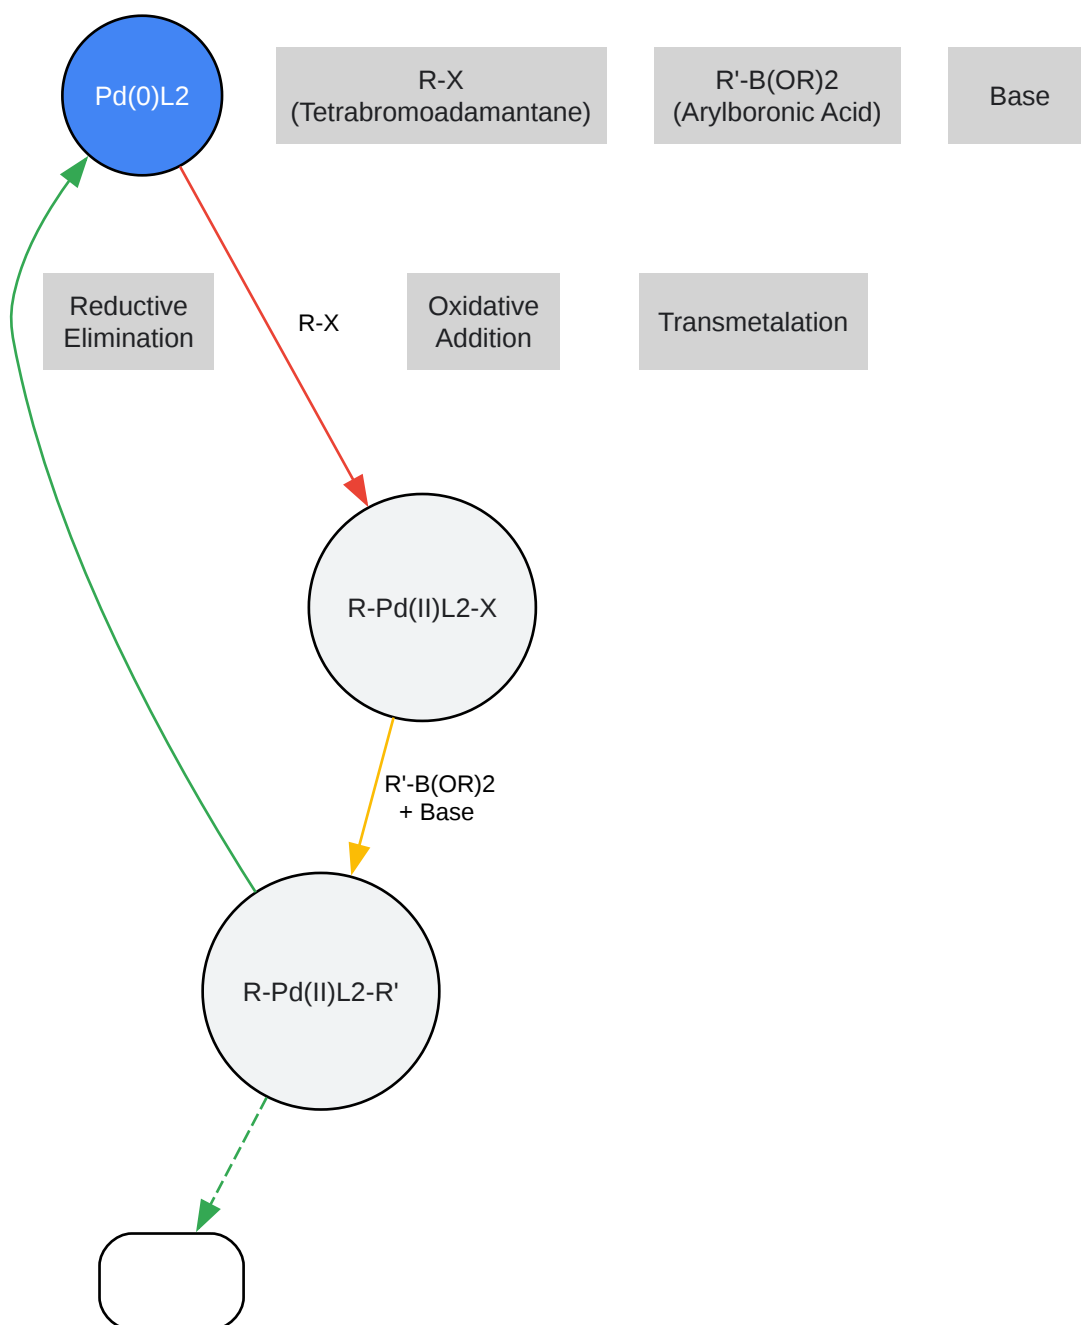 Pd(0)L2
R-X
(Tetrabromoadamantane)
R'-B(OR)2
(Arylboronic Acid)
Base
Reductive
Elimination
R-X
Oxidative
Addition
Transmetalation
R-Pd(II)L2-X
R'-B(OR)2
+ Base
R-Pd(II)L2-R'